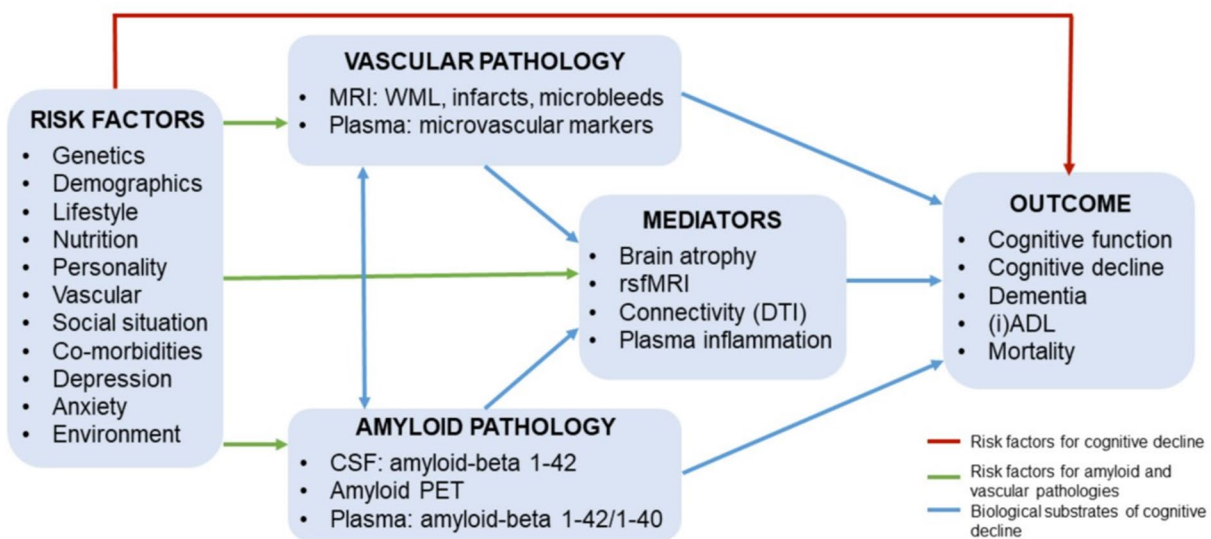 VASCULAR PATHOLOGY
• MRI: WML, infarcts, microbleeds
• Plasma: microvascular markers
RISK FACTORS
• Genetics
• Demographics
• Lifestyle
• Nutrition
• Personality
• Vascular
• Social situation
• Co-morbidities
• Depression
• Anxiety
• Environment
MEDIATORS
• Brain atrophy
• rsfMRI
• Connectivity (DTI)
• Plasma inflammation
OUTCOME
• Cognitive function
• Cognitive decline
• Dementia
• (i)ADL
• Mortality
AMYLOID PATHOLOGY
• CSF: amyloid-beta 1-42
• Amyloid PET
• Plasma: amyloid-beta 1-42/1-40
Risk factors for cognitive decline
Risk factors for amyloid and
vascular pathologies
Biological substrates of cognitive
decline